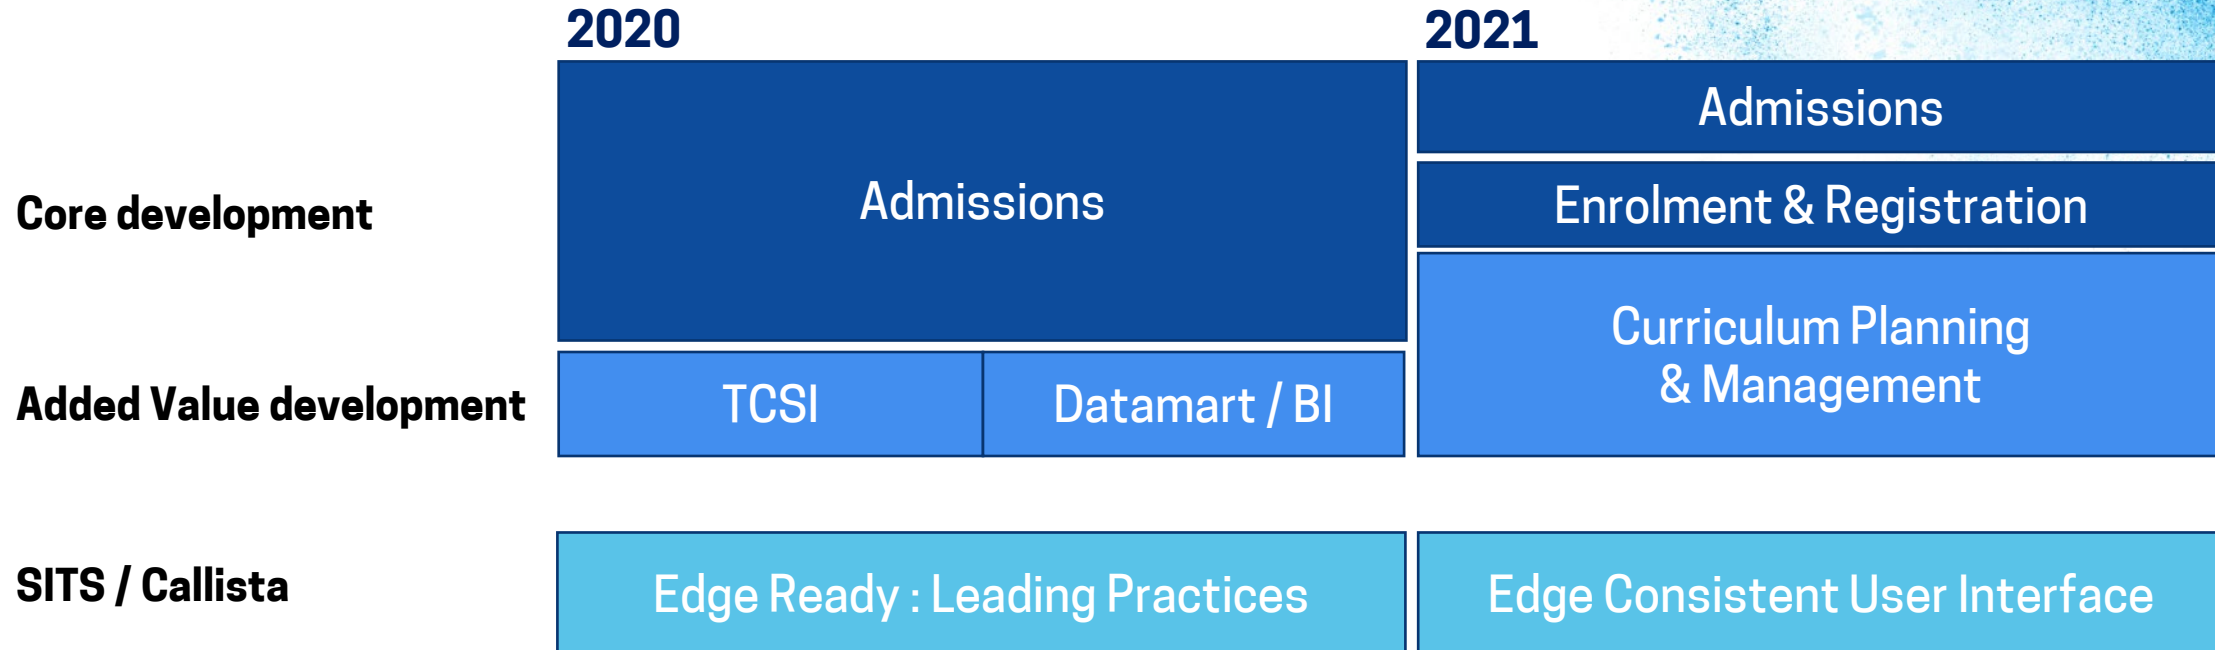 2020
2021
Core development
Admissions
Admissions
Enrolment & Registration
Added Value development
TCSI
Datamart / BI
Curriculum Planning
& Management
SITS / Callista
Edge Ready : Leading Practices
Edge Consistent User Interface